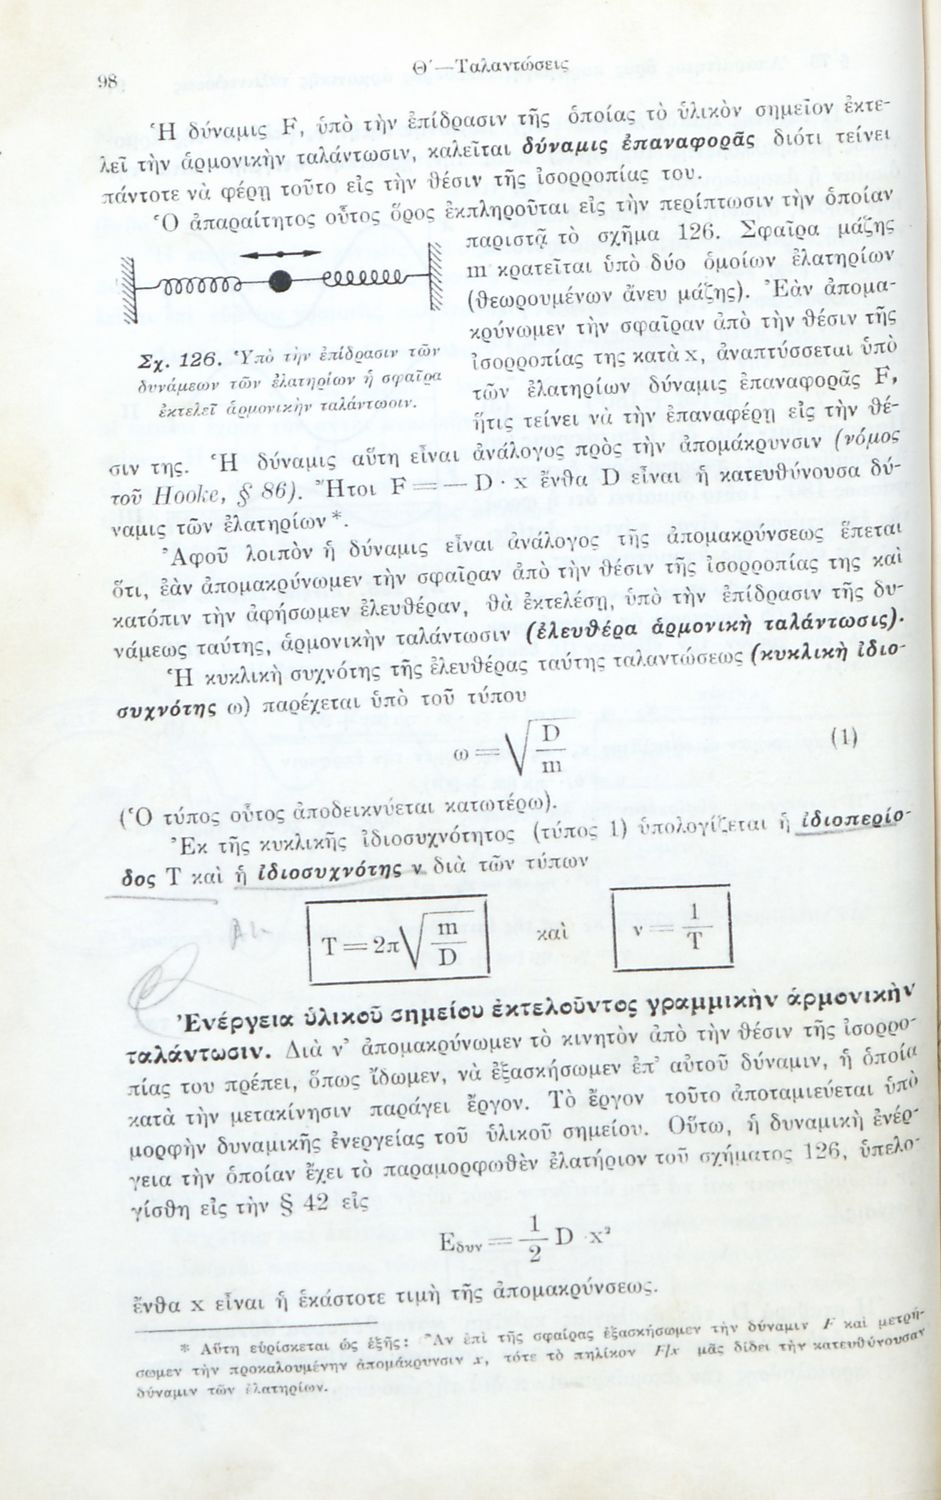 98
Θ΄—Ταλαντώσεις
Ἡ δύναμις F, ὑπὸ τὴν ἐπίδρασιν τῆς ὁποίας τὸ ὑλικὸν σημεῖον ἐκτε-
λεῖ τὴν ἁρμονικὴν ταλάντωσιν, καλεῖται δύναμις ἐπαναφορᾶς διότι τείνει
πάντοτε νὰ φέρῃ τοῦτο εἰς τὴν θέσιν τῆς ἰσορροπίας του.
Ὁ ἀπαραίτητος οὗτος ὅρος ἐκπληροῦται εἰς τὴν περίπτωσιν τὴν ὁποίαν
παριστᾷ τὸ σχῆμα 126. Σφαῖρα μάζης
m κρατεῖται ὑπὸ δύο ὁμοίων ἐλατηρίων
(θεωρουμένων ἄνευ μάζης). Ἐὰν ἀπομα-
κρύνωμεν τὴν σφαῖραν ἀπὸ τὴν θέσιν τῆς
ἰσορροπίας της κατὰ x, ἀναπτύσσεται ὑπὸ
τῶν ἐλατηρίων δύναμις ἐπαναφορᾶς F,
ἥτις τείνει νὰ τὴν ἐπαναφέρῃ εἰς τὴν θέ-
Σχ. 126. Ὑπὸ τὴν ἐπίδρασιν τῶν
δυνάμεων τῶν ἐλατηρίων ἡ σφαῖρα
ἐκτελεῖ ἁρμονικὴν ταλάντωσιν.
σιν της. Ἡ δύναμις αὕτη εἶναι ἀνάλογος πρὸς τὴν ἀπομάκρυνσιν (νόμος
τοῦ Hooke, § 86). Ἤτοι F = — D · x ἔνθα D εἶναι ἡ κατευθύνουσα δύ-
ναμις τῶν ἐλατηρίων*.
Ἀφοῦ λοιπὸν ἡ δύναμις εἶναι ἀνάλογος τῆς ἀπομακρύνσεως ἕπεται
ὅτι, ἐὰν ἀπομακρύνωμεν τὴν σφαῖραν ἀπὸ τὴν θέσιν τῆς ἰσορροπίας της καὶ
κατόπιν τὴν ἀφήσωμεν ἐλευθέραν, θὰ ἐκτελέσῃ, ὑπὸ τὴν ἐπίδρασιν τῆς δυ-
νάμεως ταύτης, ἁρμονικὴν ταλάντωσιν (ἐλευθέρα ἁρμονικὴ ταλάντωσις).
Ἡ κυκλικὴ συχνότης τῆς ἐλευθέρας ταύτης ταλαντώσεως (κυκλικὴ ἰδιο-
συχνότης ω) παρέχεται ὑπὸ τοῦ τύπου
ω = √(D/m) (1)
(Ὁ τύπος οὗτος ἀποδεικνύεται κατωτέρω).
Ἐκ τῆς κυκλικῆς ἰδιοσυχνότητος (τύπος 1) ὑπολογίζεται ἡ ἰδιοπερίο-
δος T καὶ ἡ ἰδιοσυχνότης ν διὰ τῶν τύπων
T = 2π√(m/D) καὶ ν = 1/T
Ἐνέργεια ὑλικοῦ σημείου ἐκτελοῦντος γραμμικὴν ἁρμονικὴν
ταλάντωσιν. Διὰ ν' ἀπομακρύνωμεν τὸ κινητὸν ἀπὸ τὴν θέσιν τῆς ἰσορρο-
πίας του πρέπει, ὅπως ἴδωμεν, νὰ ἐξασκήσωμεν ἐπ' αὐτοῦ δύναμιν, ἡ ὁποία
κατὰ τὴν μετακίνησιν παράγει ἔργον. Τὸ ἔργον τοῦτο ἀποταμιεύεται ὑπὸ
μορφὴν δυναμικῆς ἐνεργείας τοῦ ὑλικοῦ σημείου. Οὕτω, ἡ δυναμικὴ ἐνέρ-
γεια τὴν ὁποίαν ἔχει τὸ παραμορφωθὲν ἐλατήριον τοῦ σχήματος 126, ὑπελο-
γίσθη εἰς τὴν § 42 εἰς
Eδυν = 1/2 D · x²
ἔνθα x εἶναι ἡ ἑκάστοτε τιμὴ τῆς ἀπομακρύνσεως.
* Αὕτη εὑρίσκεται ὡς ἑξῆς: Ἂν ἐπὶ τῆς σφαίρας ἐξασκήσωμεν τὴν δύναμιν F καὶ μετρή-
σωμεν τὴν προκαλουμένην ἀπομάκρυνσιν x, τότε τὸ πηλίκον F/x μᾶς δίδει τὴν κατευθύνουσαν
δύναμιν τῶν ἐλατηρίων.